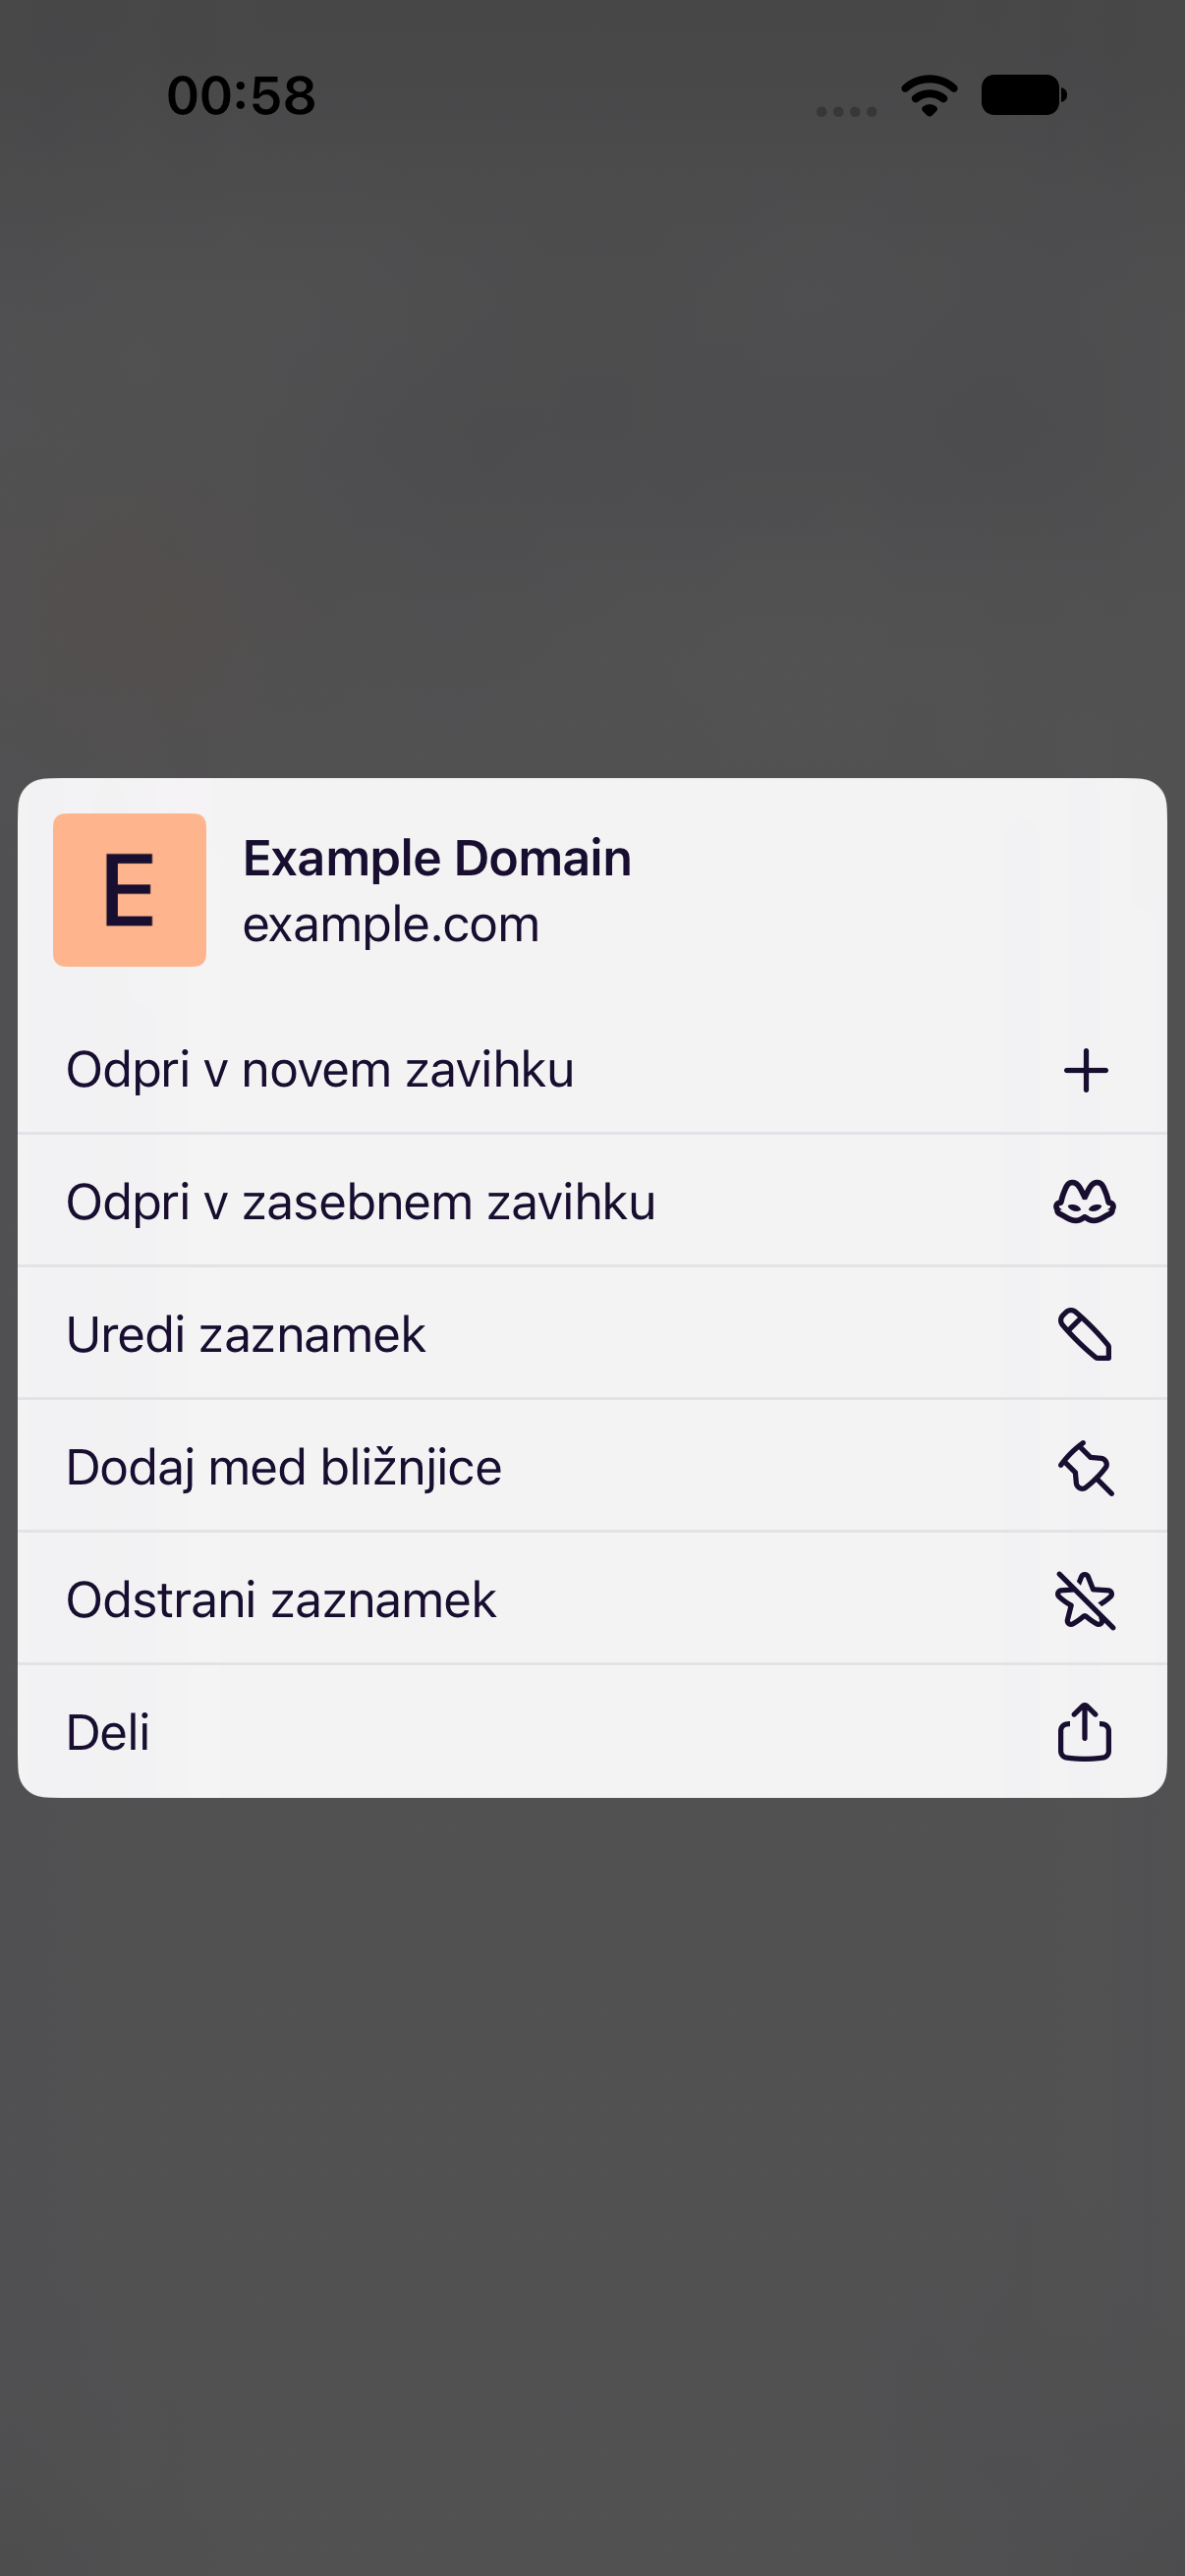 00:58
E
Example Domain
example.com
Odpri v novem zavihku
Odpri v zasebnem zavihku
Uredi zaznamek
Dodaj med bližnjice
Odstrani zaznamek
Deli